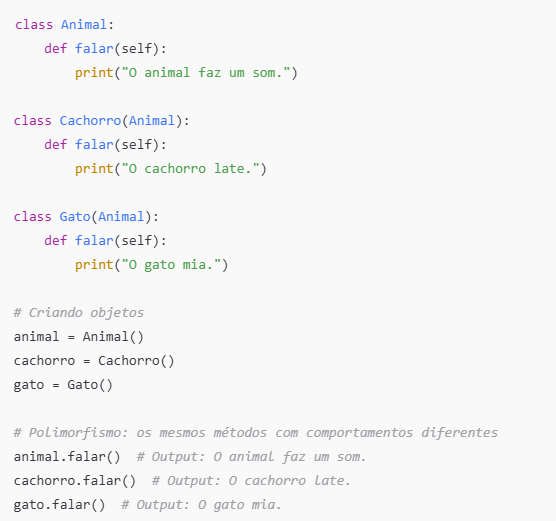 class Animal:
    def falar(self):
        print("O animal faz um som.")

class Cachorro(Animal):
    def falar(self):
        print("O cachorro late.")

class Gato(Animal):
    def falar(self):
        print("O gato mia.")

# Criando objetos
animal = Animal()
cachorro = Cachorro()
gato = Gato()

# Polimorfismo: os mesmos métodos com comportamentos diferentes
animal.falar()  # Output: O animal faz um som.
cachorro.falar()  # Output: O cachorro late.
gato.falar()  # Output: O gato mia.